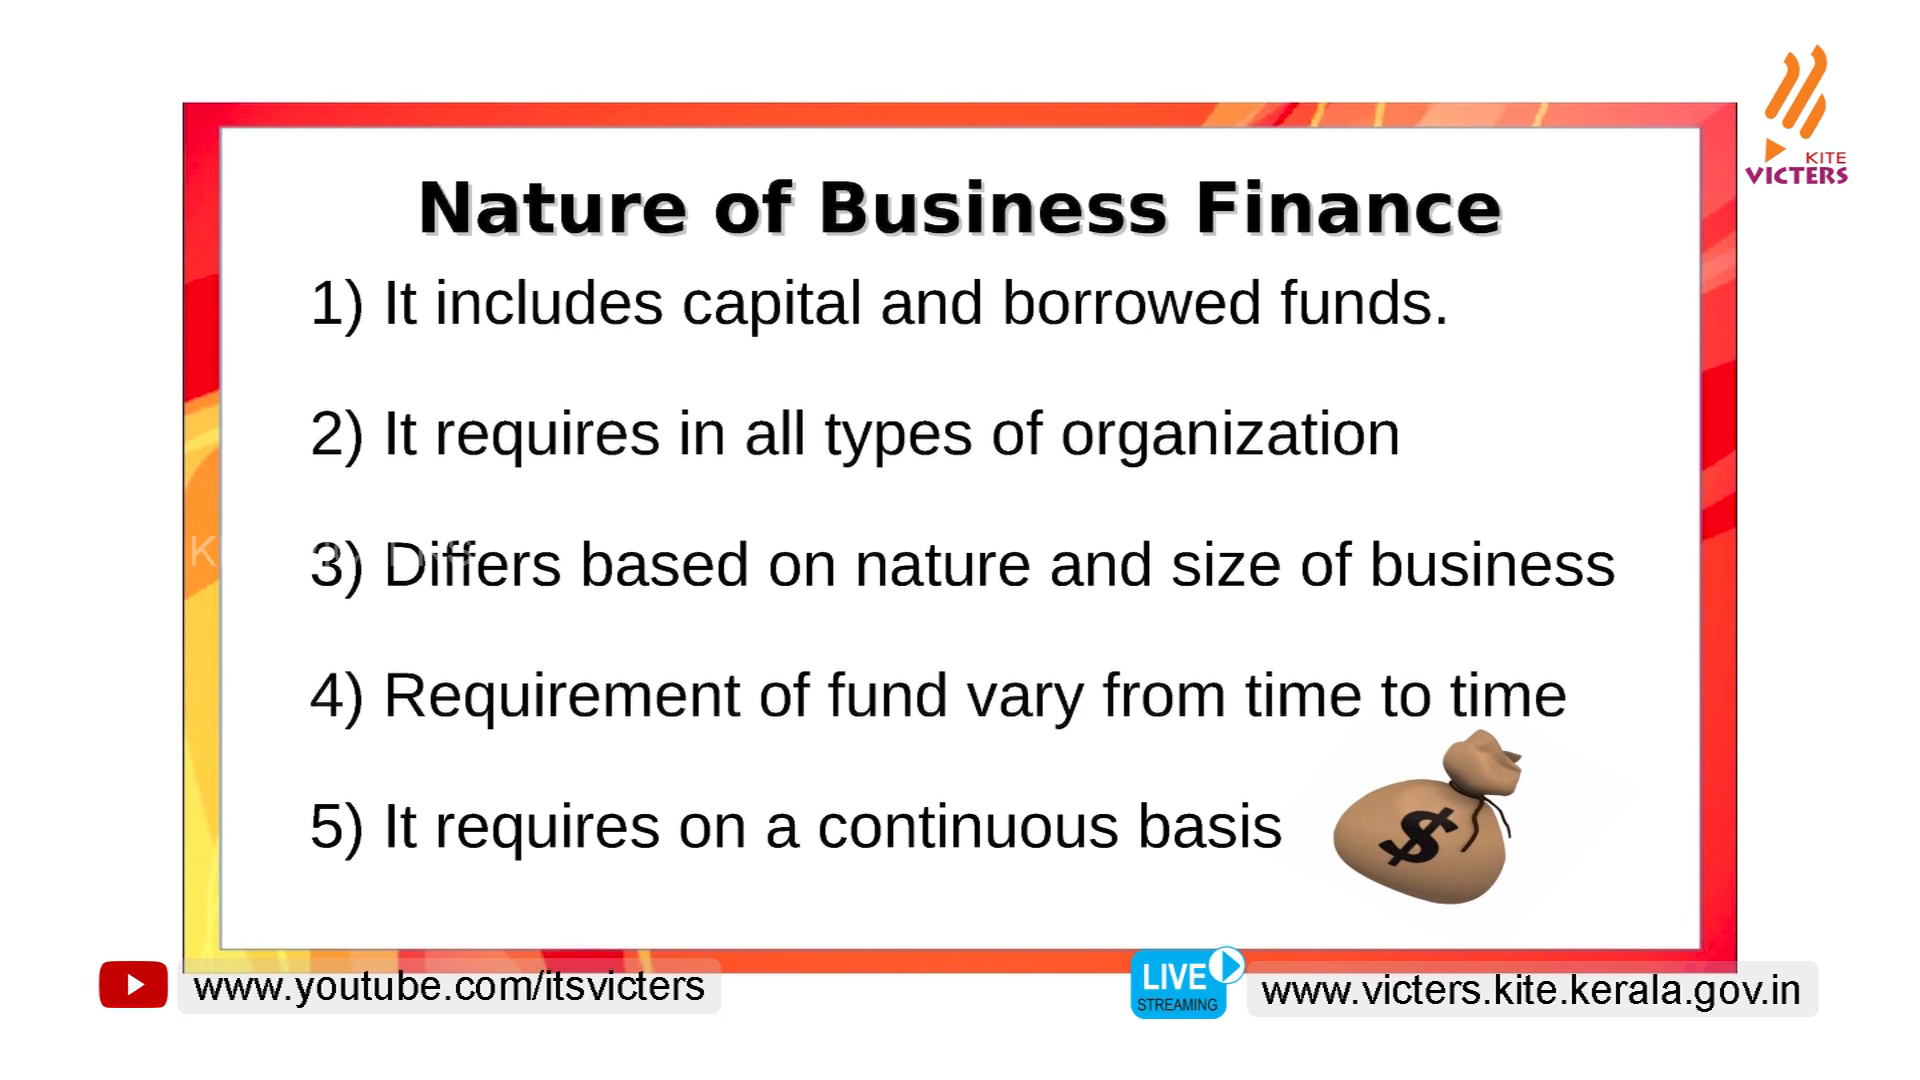 KITE
VICTERS
Nature of Business Finance
1) It includes capital and borrowed funds.
2) It requires in all types of organization
3) Differs based on nature and size of business
4) Requirement of fund vary from time to time
5) It requires on a continuous basis
$
www.youtube.com/itsvicters
LIVE
STREAMING
www.victers.kite.kerala.gov.in